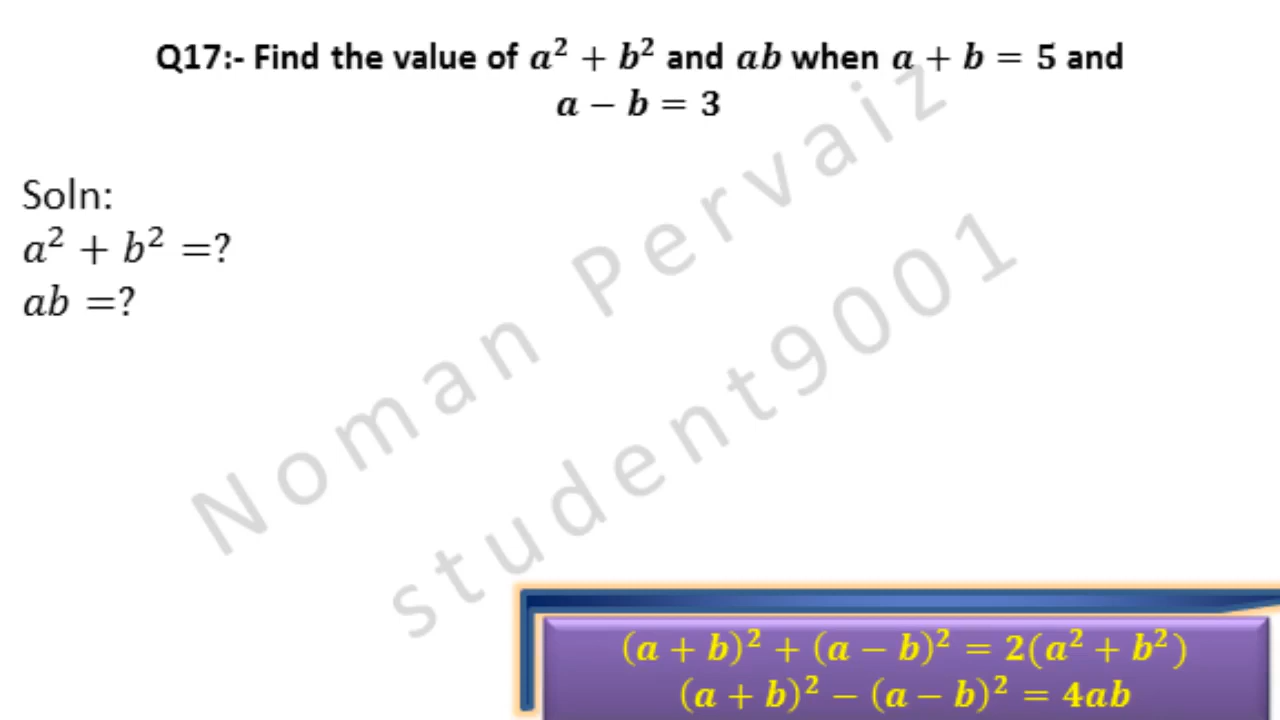 Q17:- Find the value of a² + b² and ab when a + b = 5 and
a − b = 3
Soln:
a² + b² =?
ab =?
Noman Pervaiz
student9001
(a + b)² + (a − b)² = 2(a² + b²)
(a + b)² − (a − b)² = 4ab